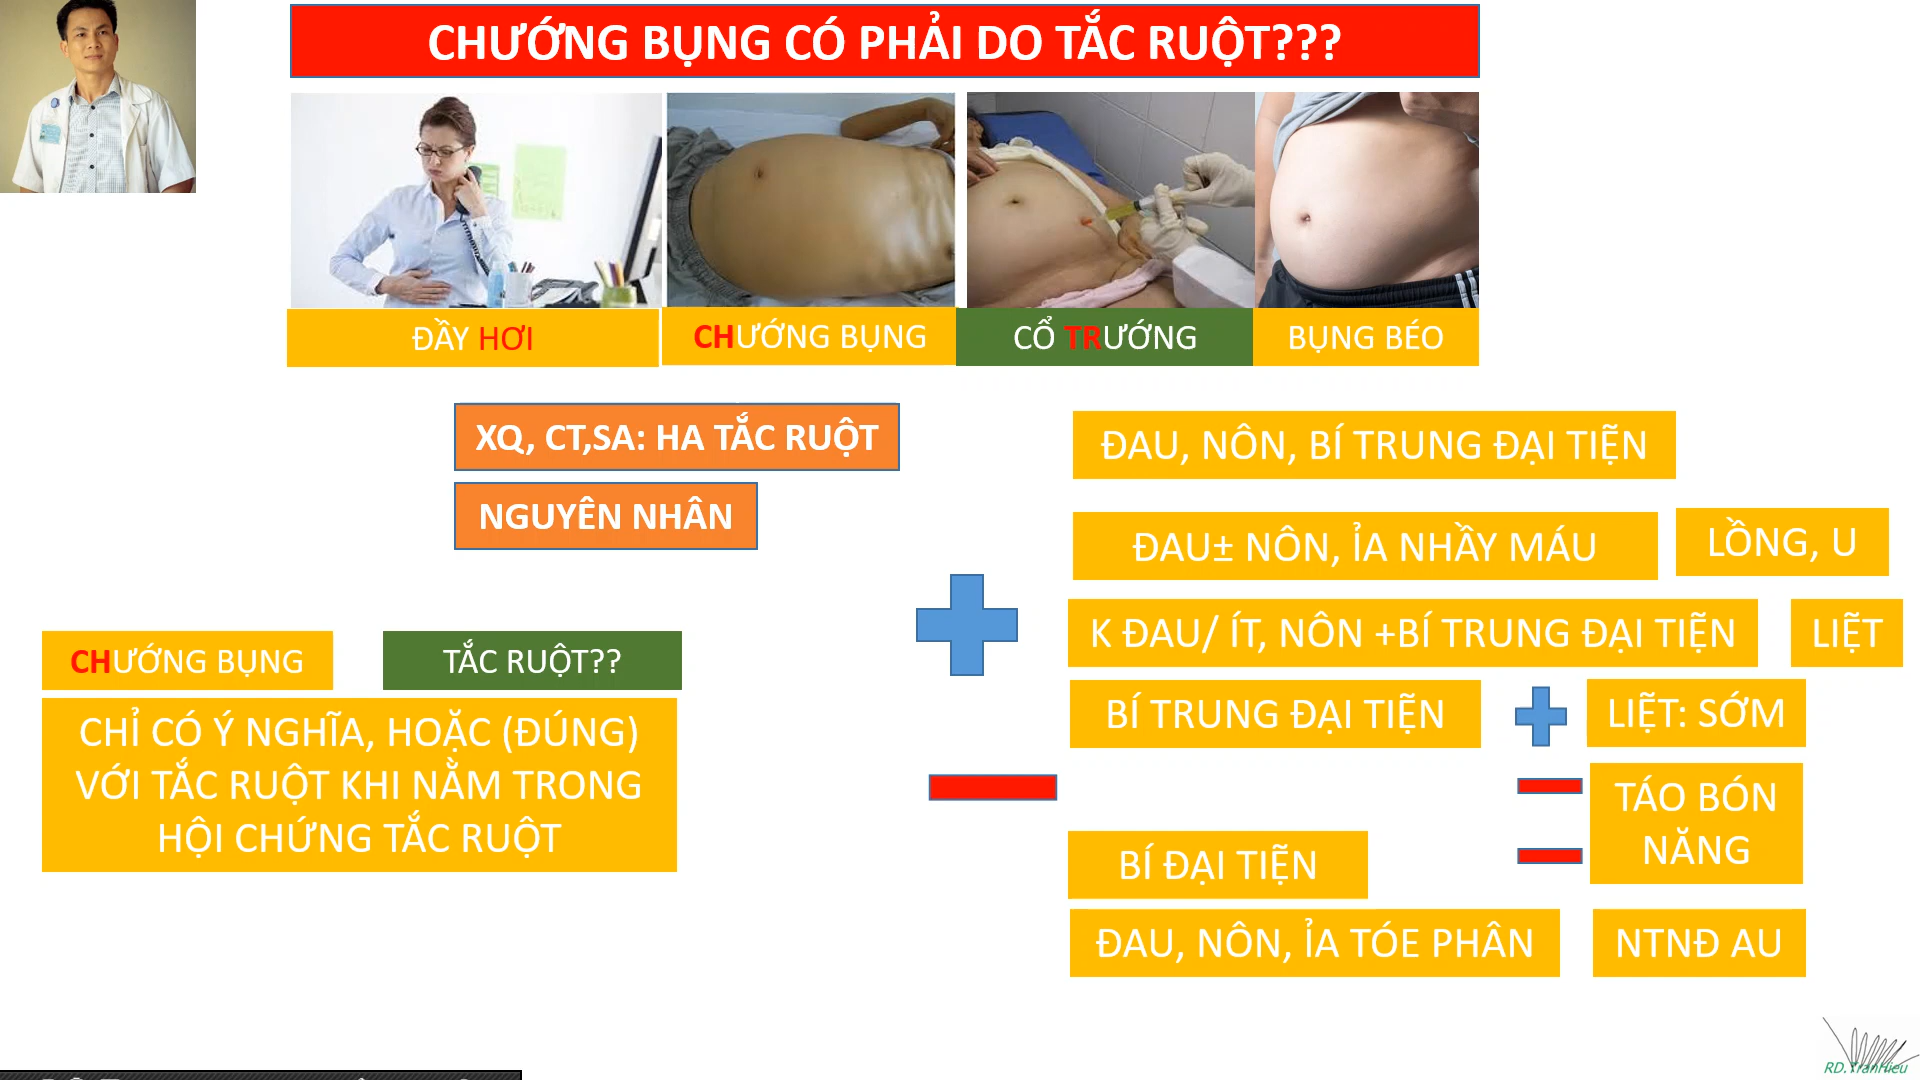 CHƯỚNG BỤNG CÓ PHẢI DO TẮC RUỘT???
ĐẦY HƠI
CHƯỚNG BỤNG
CỔ TRƯỚNG
BỤNG BÉO
XQ, CT,SA: HA TẮC RUỘT
NGUYÊN NHÂN
CHƯỚNG BỤNG
TẮC RUỘT??
CHỈ CÓ Ý NGHĨA, HOẶC (ĐÚNG)
VỚI TẮC RUỘT KHI NẰM TRONG
HỘI CHỨNG TẮC RUỘT
ĐAU, NÔN, BÍ TRUNG ĐẠI TIỆN
ĐAU± NÔN, ỈA NHẦY MÁU
LỒNG, U
K ĐAU/ ÍT, NÔN +BÍ TRUNG ĐẠI TIỆN
LIỆT
BÍ TRUNG ĐẠI TIỆN
LIỆT: SỚM
TÁO BÓN
NĂNG
BÍ ĐẠI TIỆN
ĐAU, NÔN, ỈA TÓE PHÂN
NTNĐ AU
RD.TranHieu